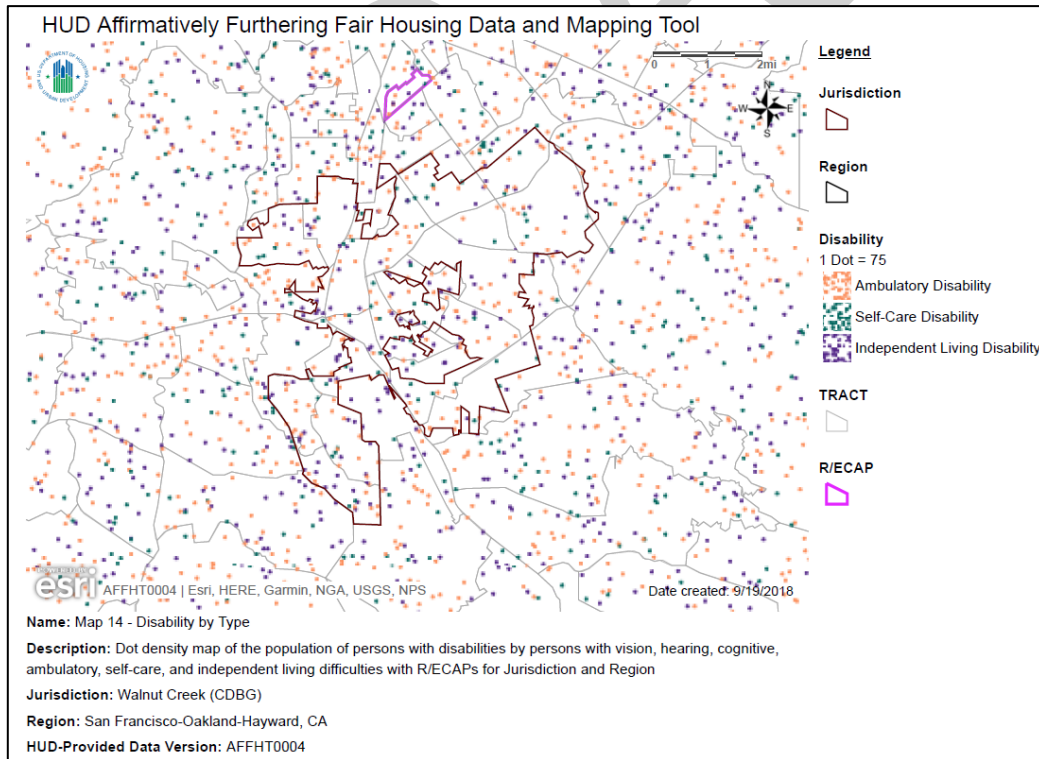 HUD Affirmatively Furthering Fair Housing Data and Mapping Tool
0 1 2mi
N
W E
S
Legend
Jurisdiction
Region
Disability
1 Dot = 75
Ambulatory Disability
Self-Care Disability
Independent Living Disability
TRACT
R/ECAP
esri
AFFHT0004 | Esri, HERE, Garmin, NGA, USGS, NPS
Date created: 9/19/2018
Name: Map 14 - Disability by Type
Description: Dot density map of the population of persons with disabilities by persons with vision, hearing, cognitive,
ambulatory, self-care, and independent living difficulties with R/ECAPs for Jurisdiction and Region
Jurisdiction: Walnut Creek (CDBG)
Region: San Francisco-Oakland-Hayward, CA
HUD-Provided Data Version: AFFHT0004